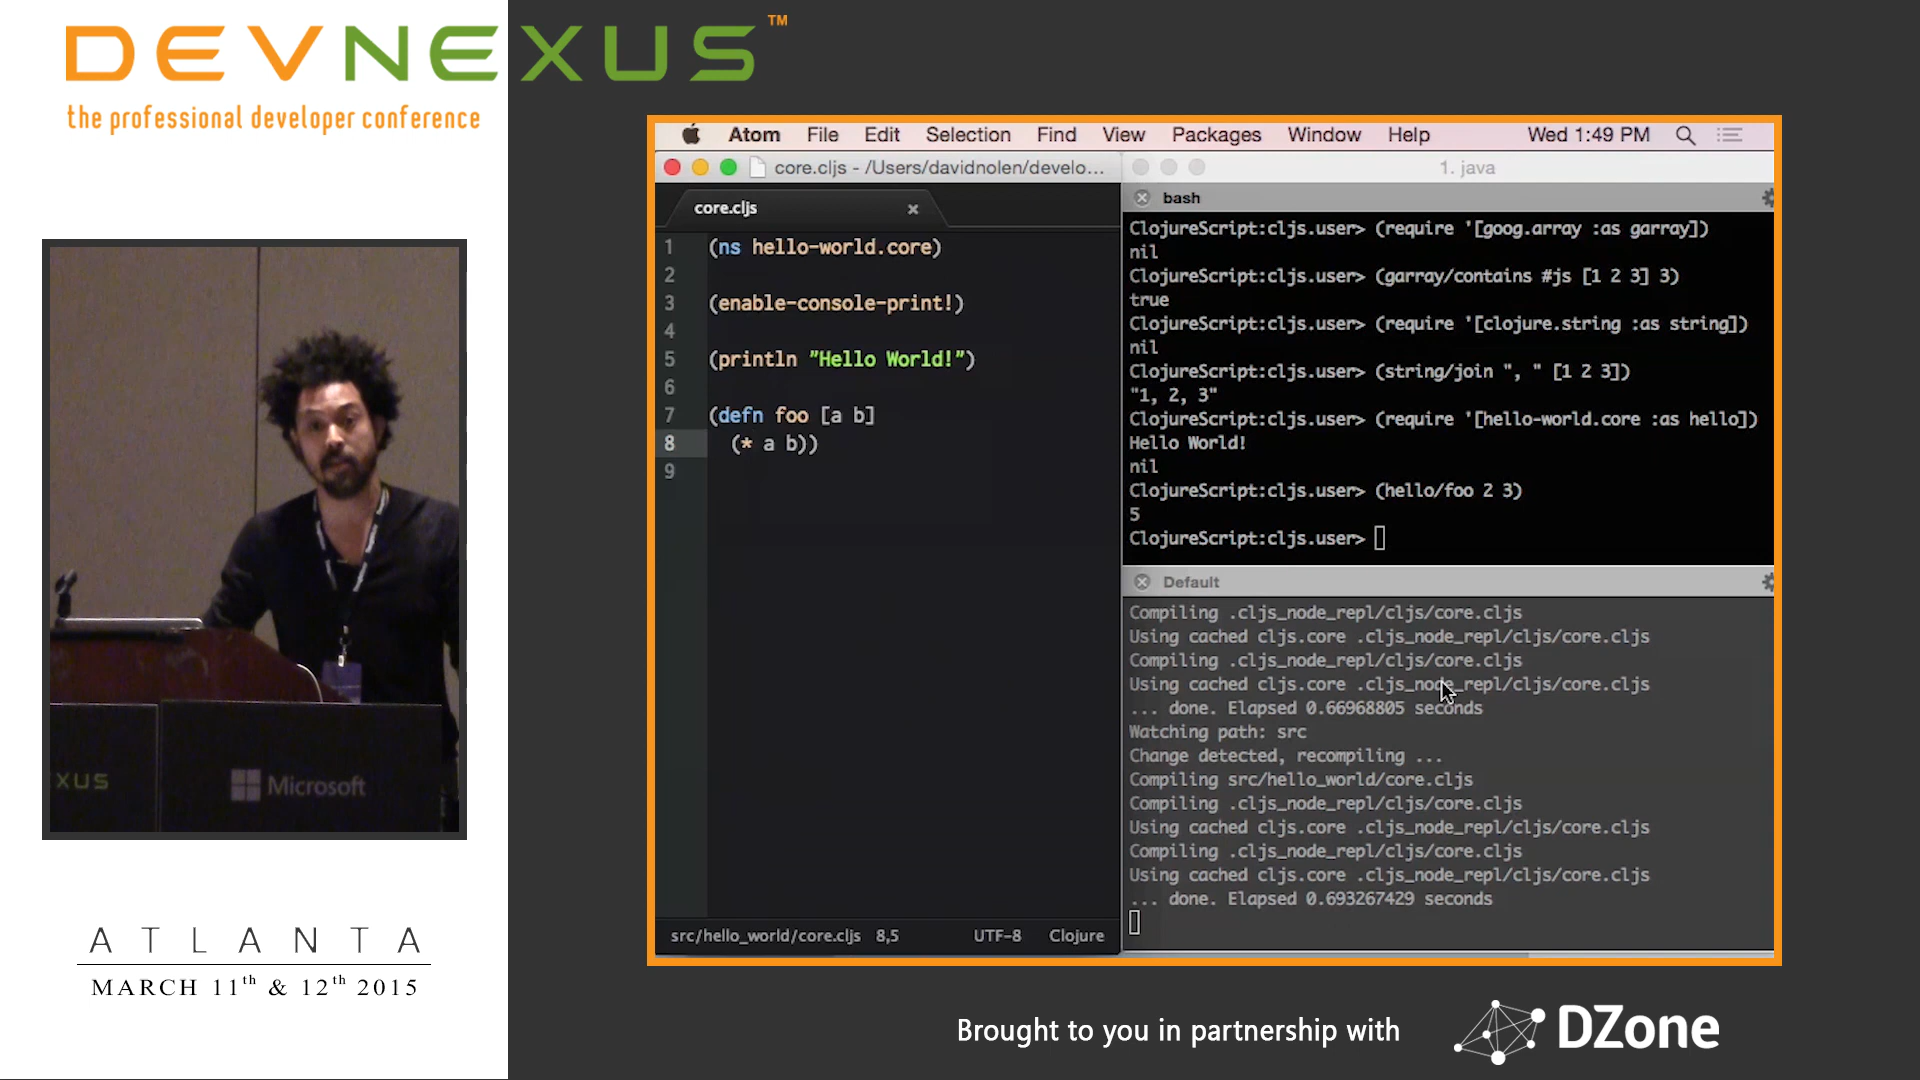 DEVNEXUS™
the professional developer conference
XUS
Microsoft
ATLANTA
MARCH 11th & 12th 2015
Atom File Edit Selection Find View Packages Window Help Wed 1:49 PM
core.cljs - /Users/davidnolen/develo...
core.cljs
1 (ns hello-world.core)
2
3 (enable-console-print!)
4
5 (println "Hello World!")
6
7 (defn foo [a b]
8 (* a b))
9
src/hello_world/core.cljs 8,5 UTF-8 Clojure
1. java
bash
ClojureScript:cljs.user> (require '[goog.array :as garray])
nil
ClojureScript:cljs.user> (garray/contains #js [1 2 3] 3)
true
ClojureScript:cljs.user> (require '[clojure.string :as string])
nil
ClojureScript:cljs.user> (string/join ", " [1 2 3])
"1, 2, 3"
ClojureScript:cljs.user> (require '[hello-world.core :as hello])
Hello World!
nil
ClojureScript:cljs.user> (hello/foo 2 3)
5
ClojureScript:cljs.user>
Default
Compiling .cljs_node_repl/cljs/core.cljs
Using cached cljs.core .cljs_node_repl/cljs/core.cljs
Compiling .cljs_node_repl/cljs/core.cljs
Using cached cljs.core .cljs_node_repl/cljs/core.cljs
... done. Elapsed 0.66968805 seconds
Watching path: src
Change detected, recompiling ...
Compiling src/hello_world/core.cljs
Compiling .cljs_node_repl/cljs/core.cljs
Using cached cljs.core .cljs_node_repl/cljs/core.cljs
Compiling .cljs_node_repl/cljs/core.cljs
Using cached cljs.core .cljs_node_repl/cljs/core.cljs
... done. Elapsed 0.693267429 seconds
Brought to you in partnership with DZone